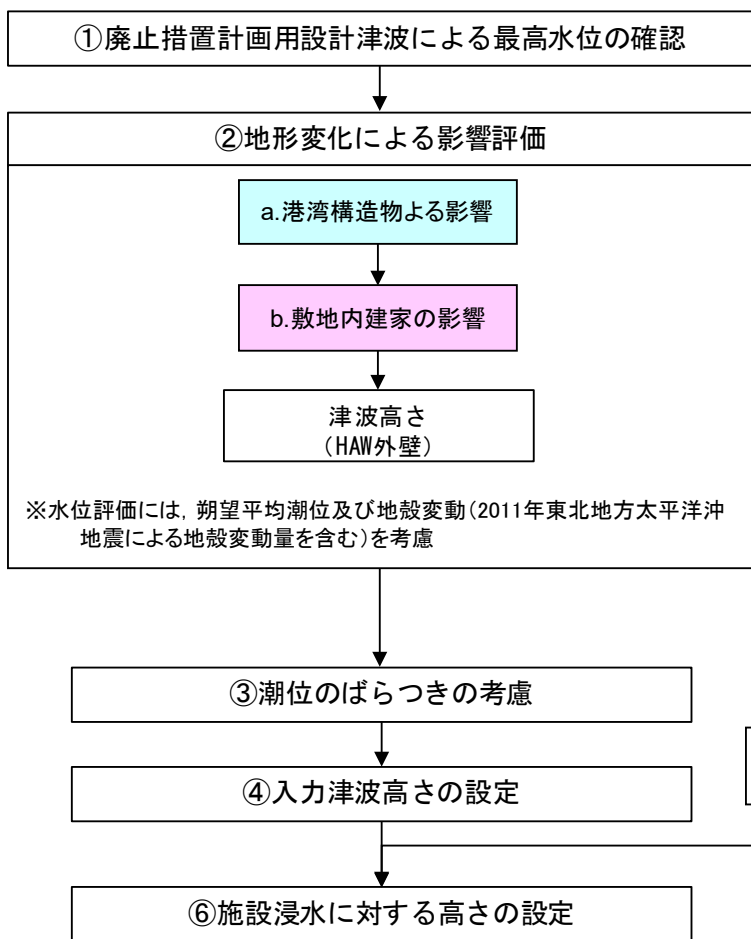 ①廃止措置計画用設計津波による最高水位の確認
②地形変化による影響評価
a.港湾構造物よる影響
b.敷地内建家の影響
津波高さ
(HAW外壁)
※水位評価には,朔望平均潮位及び地殻変動(2011年東北地方太平洋沖
地震による地殻変動量を含む)を考慮
③潮位のばらつきの考慮
④入力津波高さの設定
⑥施設浸水に対する高さの設定